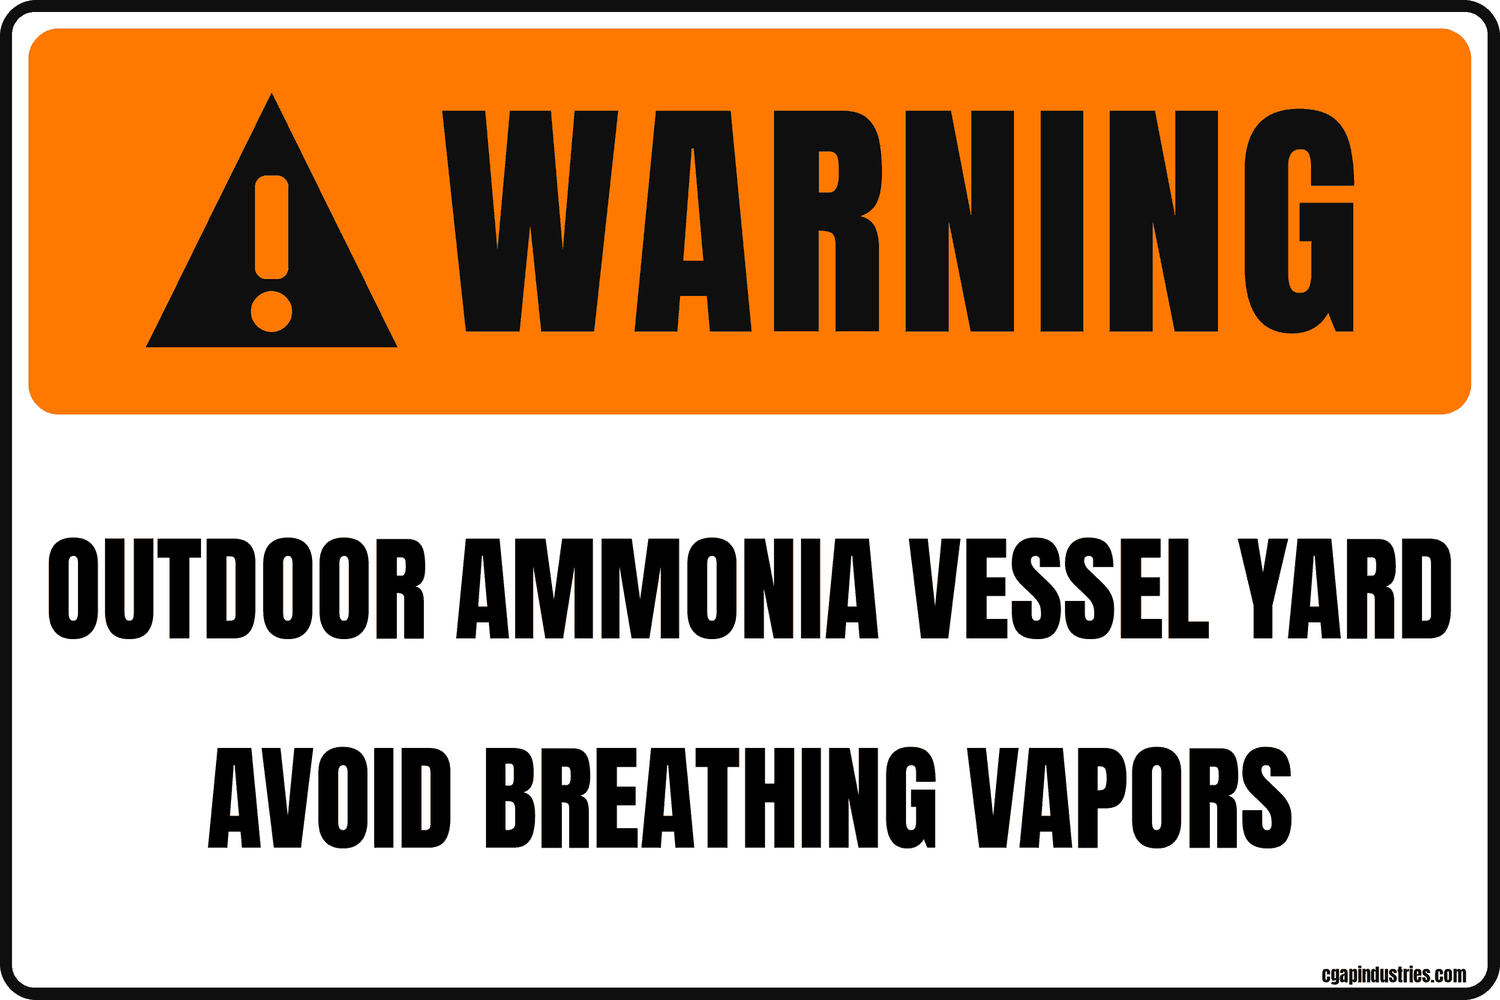 WARNING
OUTDOOR AMMONIA VESSEL YARD
AVOID BREATHING VAPORS
cgapindustries.com